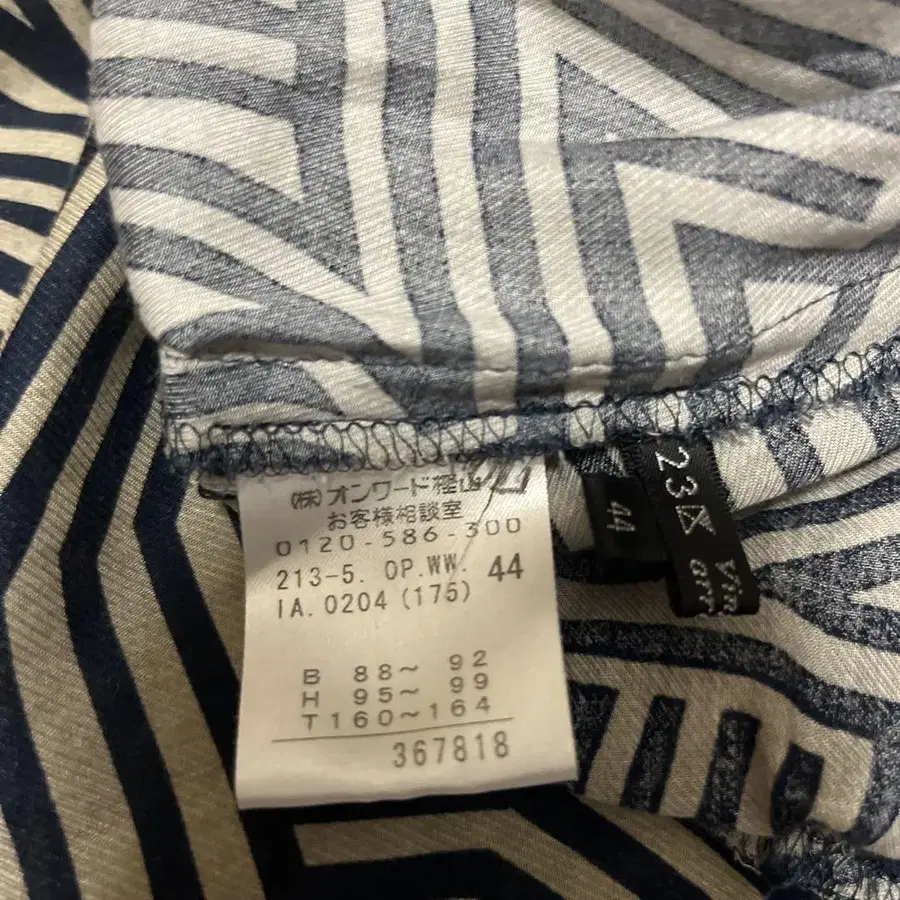 (株)オンワード樫山
お客様相談室
0120-586-300
213-5. OP.WW. 44
IA.0204(175)
B 88〜 92
H 95〜 99
T160〜164
367818
44
23区